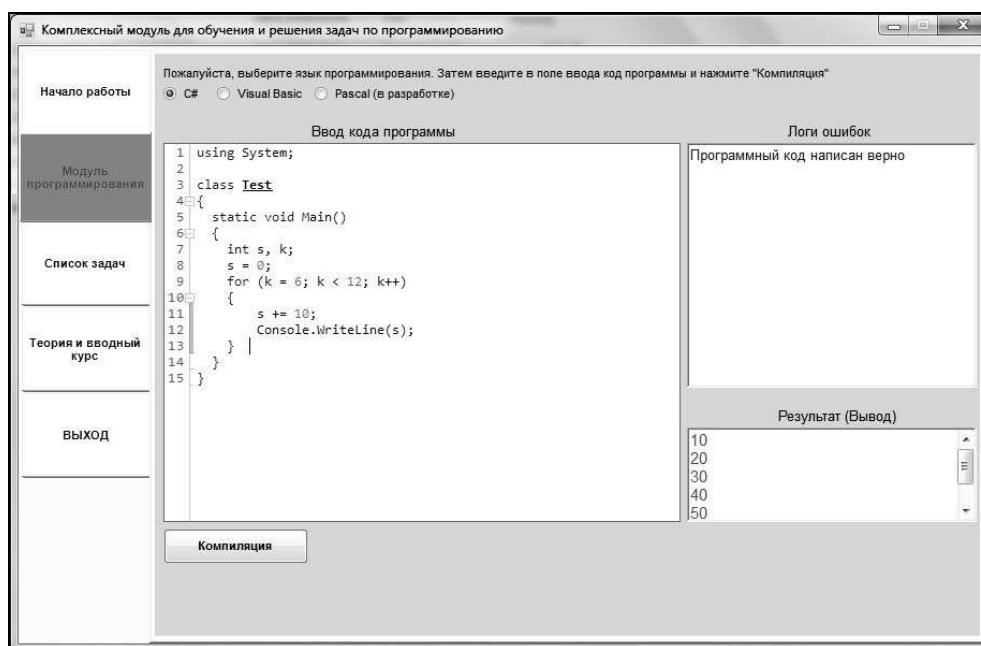 Комплексный модуль для обучения и решения задач по программированию
Начало работы
Модуль
программирования
Список задач
Теория и вводный
курс
ВЫХОД
Пожалуйста, выберите язык программирования. Затем введите в поле ввода код программы и нажмите "Компиляция"
C# Visual Basic Pascal (в разработке)
Ввод кода программы
1 using System;
2
3 class Test
4 {
5 static void Main()
6 {
7 int s, k;
8 s = 0;
9 for (k = 6; k < 12; k++)
10 {
11 s += 10;
12 Console.WriteLine(s);
13 }
14 }
15 }
Компиляция
Логи ошибок
Программный код написан верно
Результат (Вывод)
10
20
30
40
50